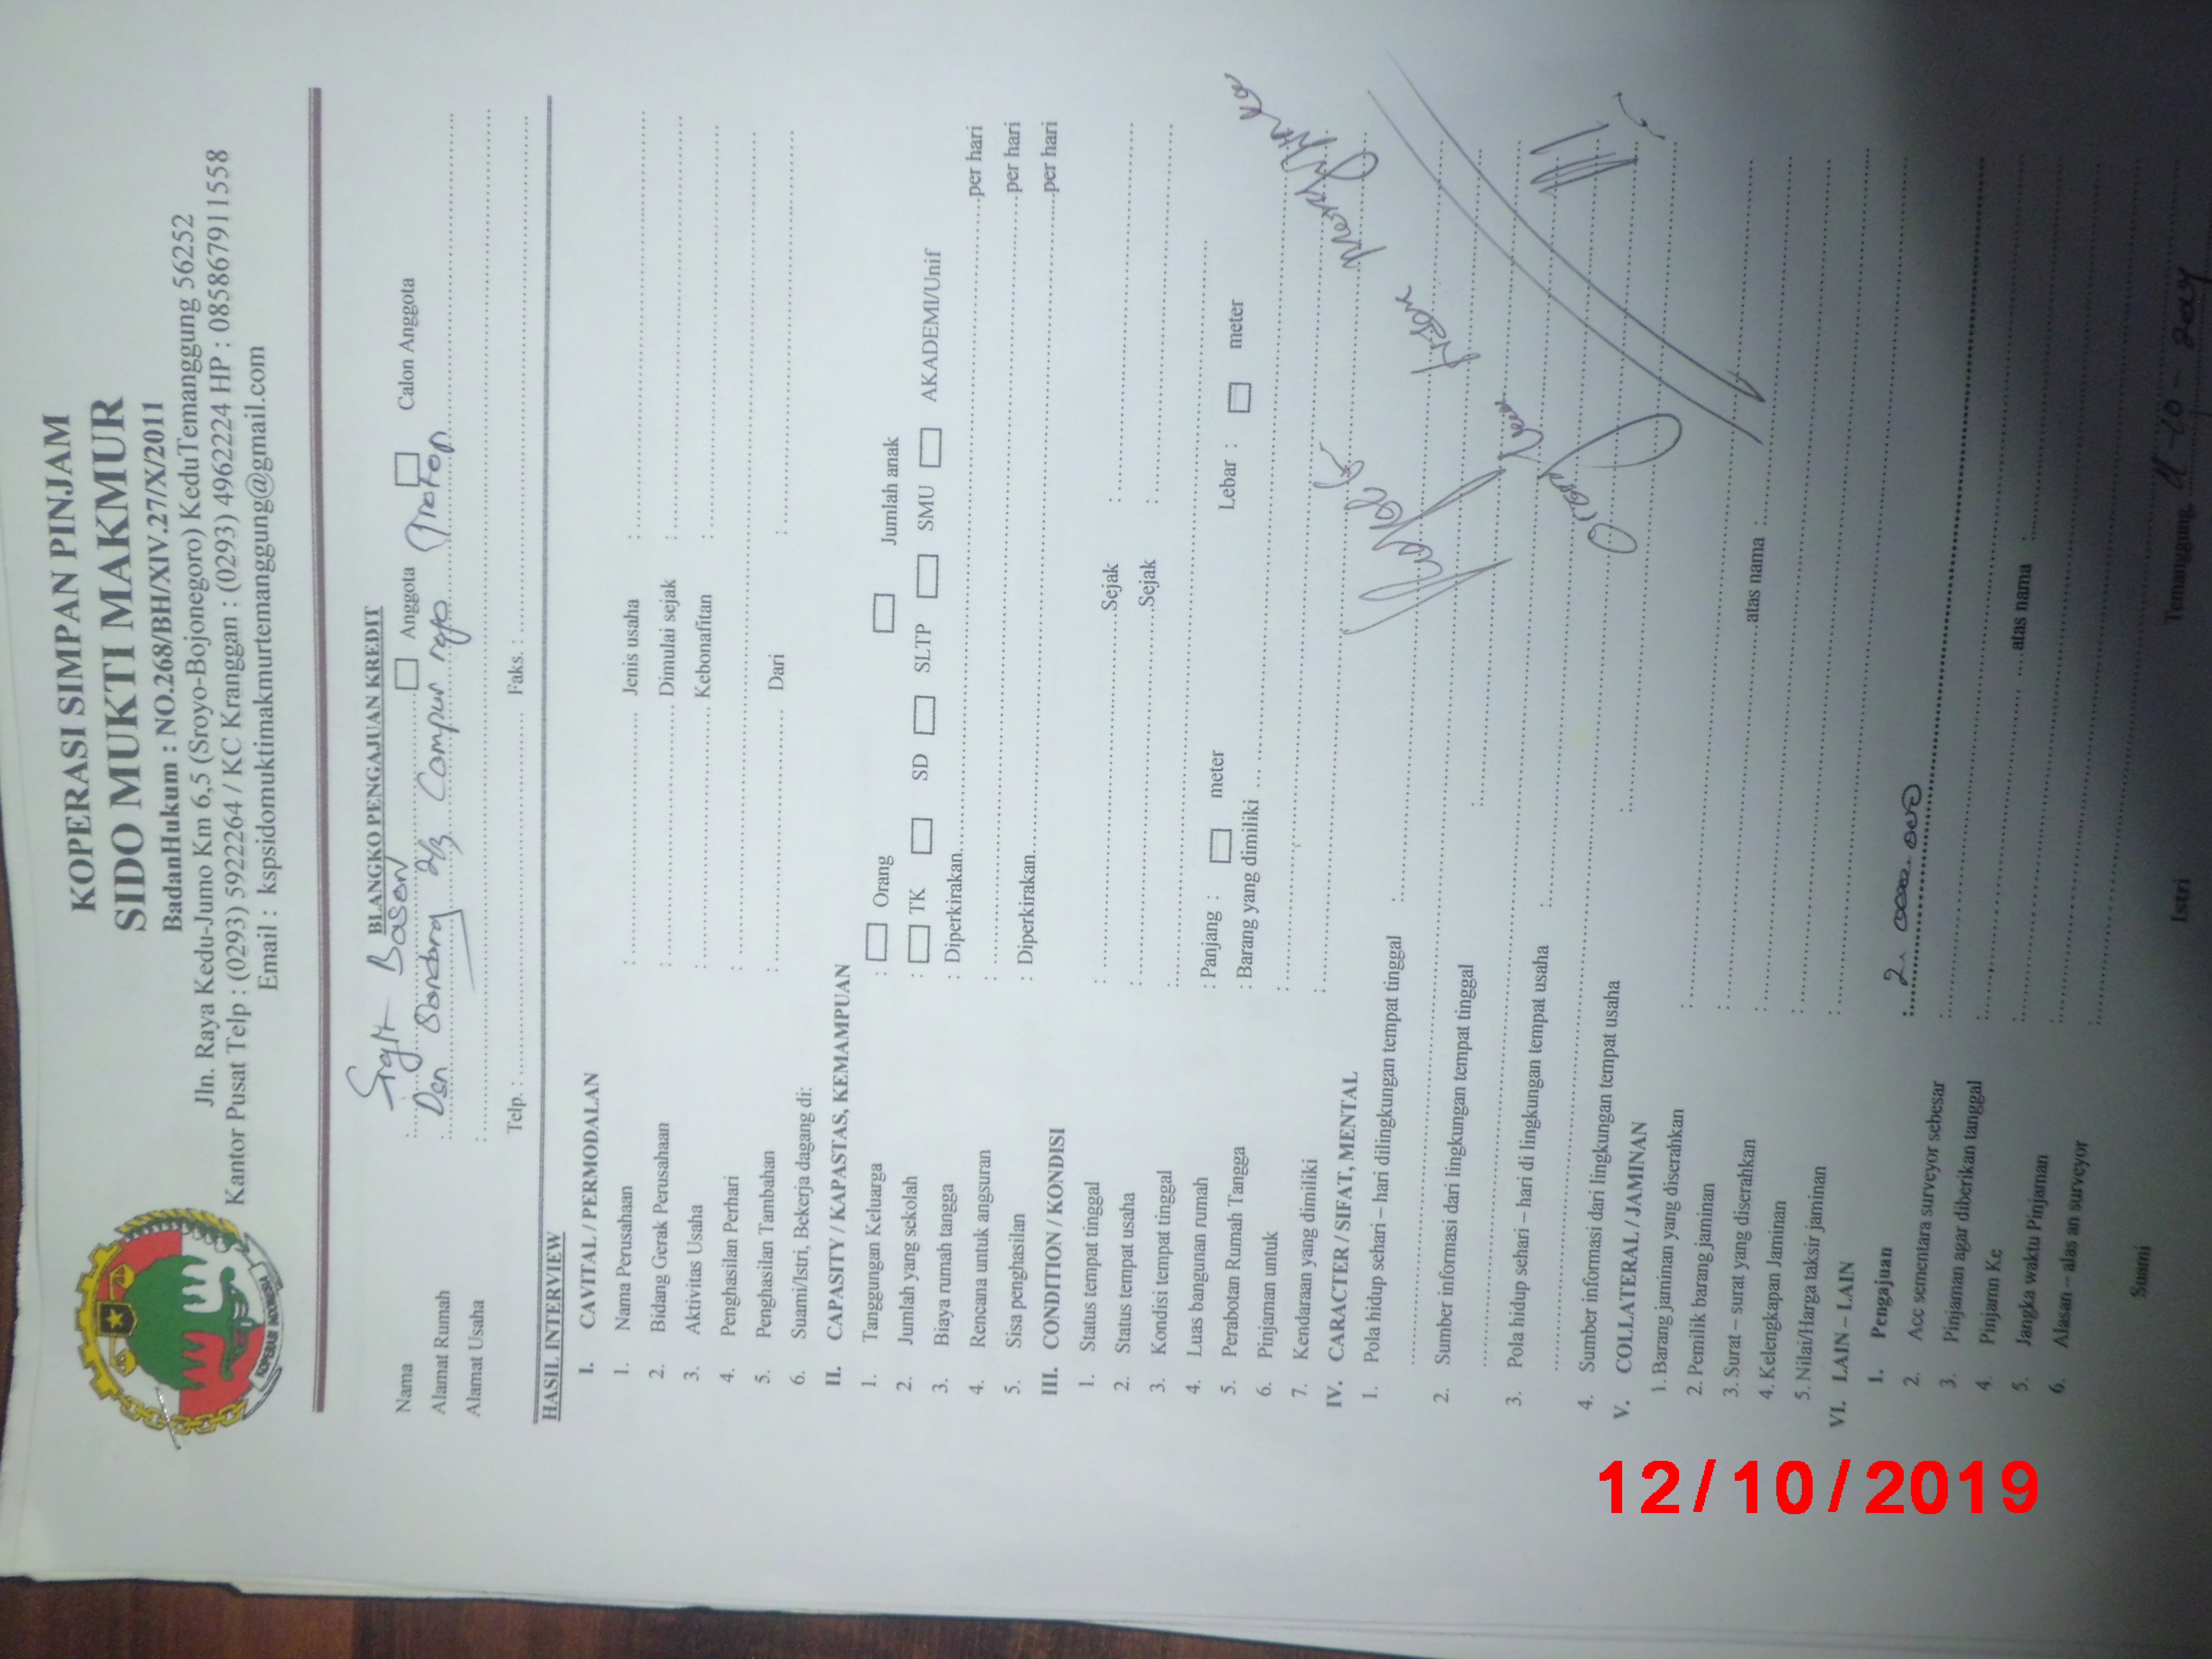 KOPERASI SIMPAN PINJAM
SIDO MUKTI MAKMUR
BadanHukum : NO.268/BH/XIV.27/X/2011
Jln. Raya Kedu-Jumo Km 6,5 (Sroyo-Bojonegoro) KeduTemanggung 56252
Kantor Pusat Telp : (0293) 5922264 / KC Kranggan : (0293) 4962224 HP : 085867911558
Email : kspsidomuktimakmurtemanggung@gmail.com
KOPERASI INDONESIA
BLANGKO PENGAJUAN KREDIT
Nama : Sigit Basori Anggota Calon Anggota
Alamat Rumah : Dsn 2/3 Campur rejo
Alamat Usaha :
Telp. : Faks. :
HASIL INTERVIEW
I. CAVITAL / PERMODALAN
1. Nama Perusahaan : Jenis usaha :
2. Bidang Gerak Perusahaan : Dimulai sejak :
3. Aktivitas Usaha : Kebonafitan :
4. Penghasilan Perhari :
5. Penghasilan Tambahan : Dari :
6. Suami/Istri, Bekerja dagang di:
II. CAPASITY / KAPASTAS, KEMAMPUAN
1. Tanggungan Keluarga : Orang Jumlah anak
2. Jumlah yang sekolah : TK SD SLTP SMU AKADEMI/Unif
3. Biaya rumah tangga : Diperkirakan per hari
4. Rencana untuk angsuran : per hari
5. Sisa penghasilan : Diperkirakan per hari
III. CONDITION / KONDISI
1. Status tempat tinggal : Sejak :
2. Status tempat usaha : Sejak :
3. Kondisi tempat tinggal :
4. Luas bangunan rumah : Panjang : meter Lebar : meter
5. Perabotan Rumah Tangga : Barang yang dimiliki
6. Pinjaman untuk :
7. Kendaraan yang dimiliki :
IV. CARACTER / SIFAT, MENTAL
1. Pola hidup sehari – hari dilingkungan tempat tinggal :
2. Sumber informasi dari lingkungan tempat tinggal :
3. Pola hidup sehari – hari di lingkungan tempat usaha :
4. Sumber informasi dari lingkungan tempat usaha :
V. COLLATERAL / JAMINAN
1. Barang jaminan yang diserahkan :
2. Pemilik barang jaminan :
3. Surat – surat yang diserahkan : atas nama :
4. Kelengkapan Jaminan :
5. Nilai/Harga taksir jaminan :
VI. LAIN – LAIN
1. Pengajuan : 2.000.000
2. Acc sementara surveyor sebesar :
3. Pinjaman agar diberikan tanggal :
4. Pinjamn Ke :
5. Jangka waktu Pinjaman : atas nama :
6. Alasan – alas an surveyor :
Temanggung, 11-10-2019
Suami Istri
12/10/2019